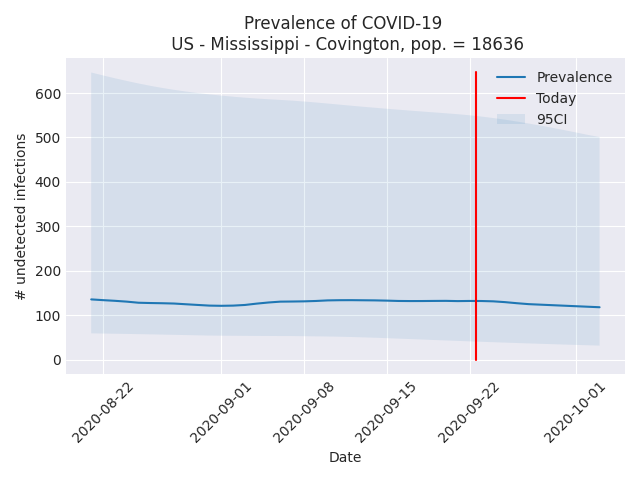 Prevalence of COVID-19
US - Mississippi - Covington, pop. = 18636
Prevalence
Today
95CI
# undetected infections
600
500
400
300
200
100
0
2020-08-22
2020-09-01
2020-09-08
2020-09-15
2020-09-22
2020-10-01
Date